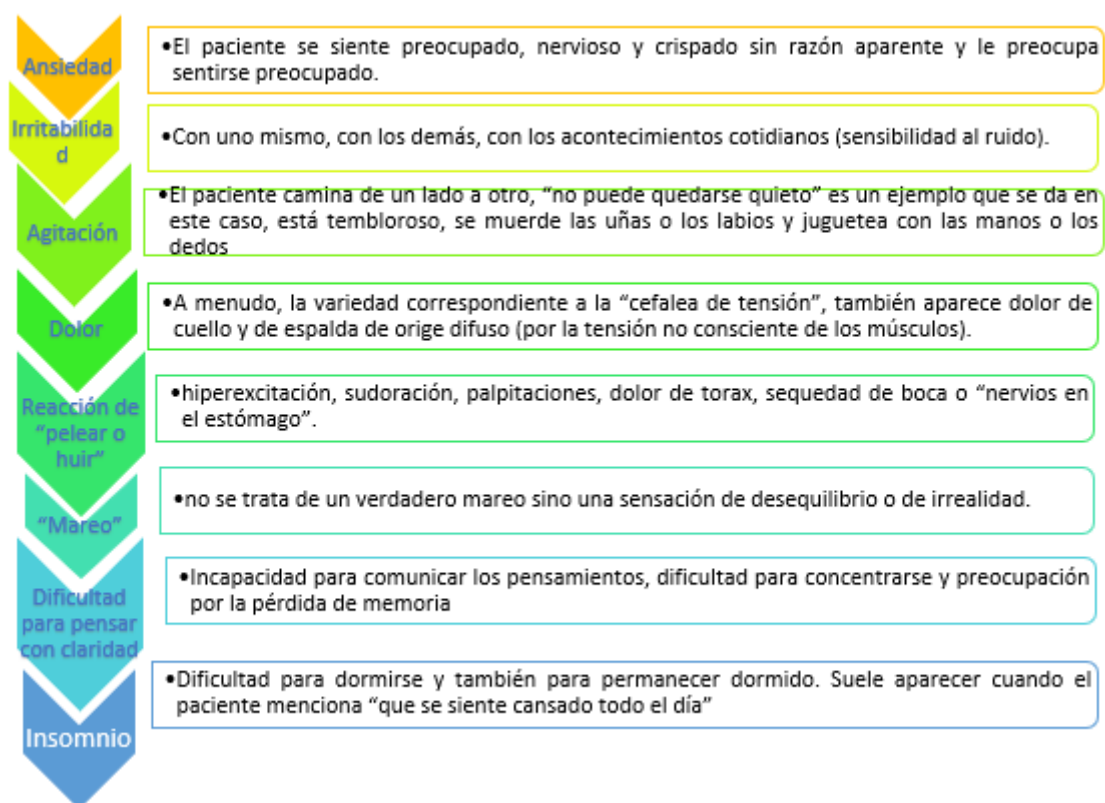 Ansiedad
•El paciente se siente preocupado, nervioso y crispado sin razón aparente y le preocupa
sentirse preocupado.
Irritabilida
d
•Con uno mismo, con los demás, con los acontecimientos cotidianos (sensibilidad al ruido).
Agitación
•El paciente camina de un lado a otro, “no puede quedarse quieto” es un ejemplo que se da en
este caso, está tembloroso, se muerde las uñas o los labios y juguetea con las manos o los
dedos
Dolor
•A menudo, la variedad correspondiente a la “cefalea de tensión”, también aparece dolor de
cuello y de espalda de orige difuso (por la tensión no consciente de los músculos).
Reacción de
“pelear o
huir”
•hiperexcitación, sudoración, palpitaciones, dolor de torax, sequedad de boca o “nervios en
el estómago”.
“Mareo”
•no se trata de un verdadero mareo sino una sensación de desequilibrio o de irrealidad.
Dificultad
para pensar
con claridad
•Incapacidad para comunicar los pensamientos, dificultad para concentrarse y preocupación
por la pérdida de memoria
Insomnio
•Dificultad para dormirse y también para permanecer dormido. Suele aparecer cuando el
paciente menciona “que se siente cansado todo el día”